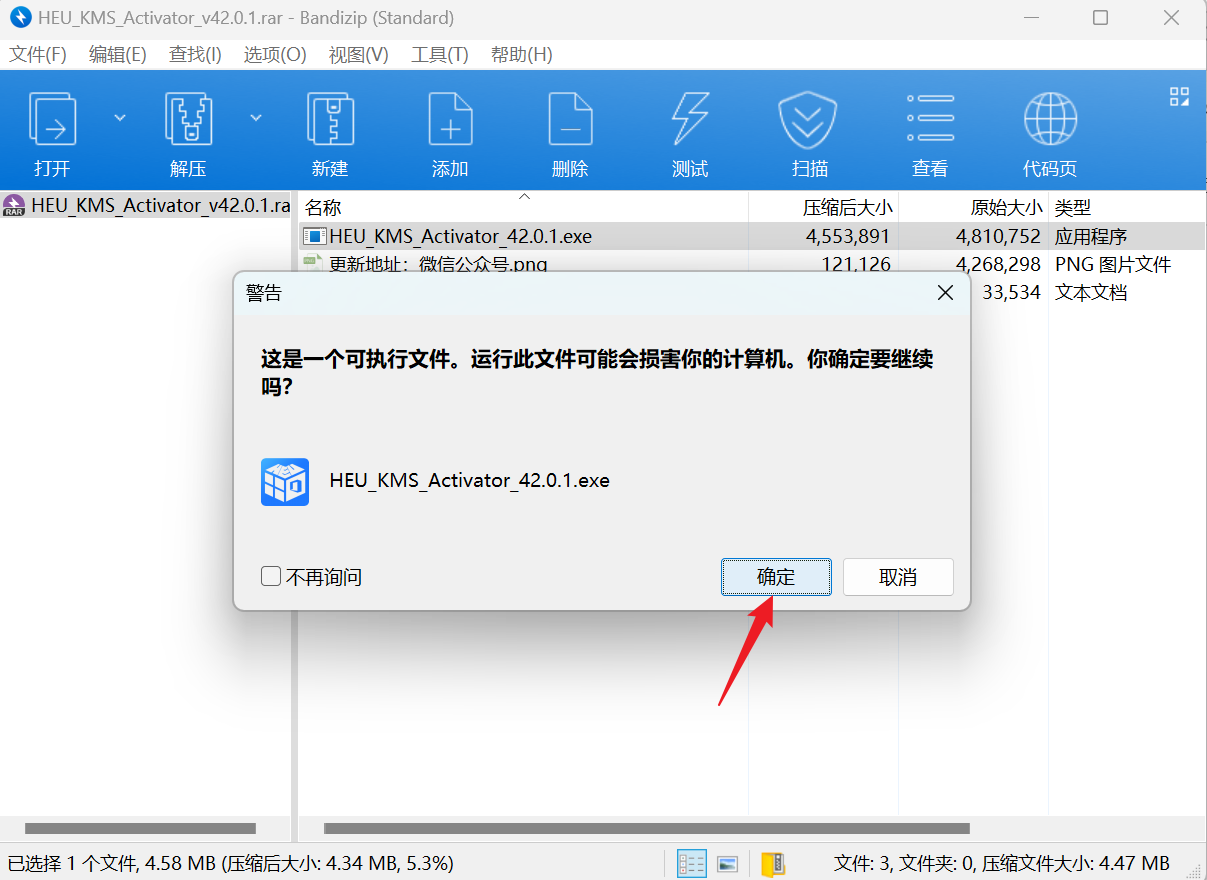 HEU_KMS_Activator_v42.0.1.rar - Bandizip (Standard)
文件(F) 编辑(E) 查找(I) 选项(O) 视图(V) 工具(T) 帮助(H)
打开 解压 新建 添加 删除 测试 扫描 查看 代码页
RAR HEU_KMS_Activator_v42.0.1.ra
名称 压缩后大小 原始大小 类型
HEU_KMS_Activator_42.0.1.exe 4,553,891 4,810,752 应用程序
更新地址：微信公众号.png 121,126 4,268,298 PNG 图片文件
33,534 文本文档
警告
这是一个可执行文件。运行此文件可能会损害你的计算机。你确定要继续
吗?
HEU_KMS_Activator_42.0.1.exe
不再询问 确定 取消
已选择 1 个文件, 4.58 MB (压缩后大小: 4.34 MB, 5.3%) 文件: 3, 文件夹: 0, 压缩文件大小: 4.47 MB